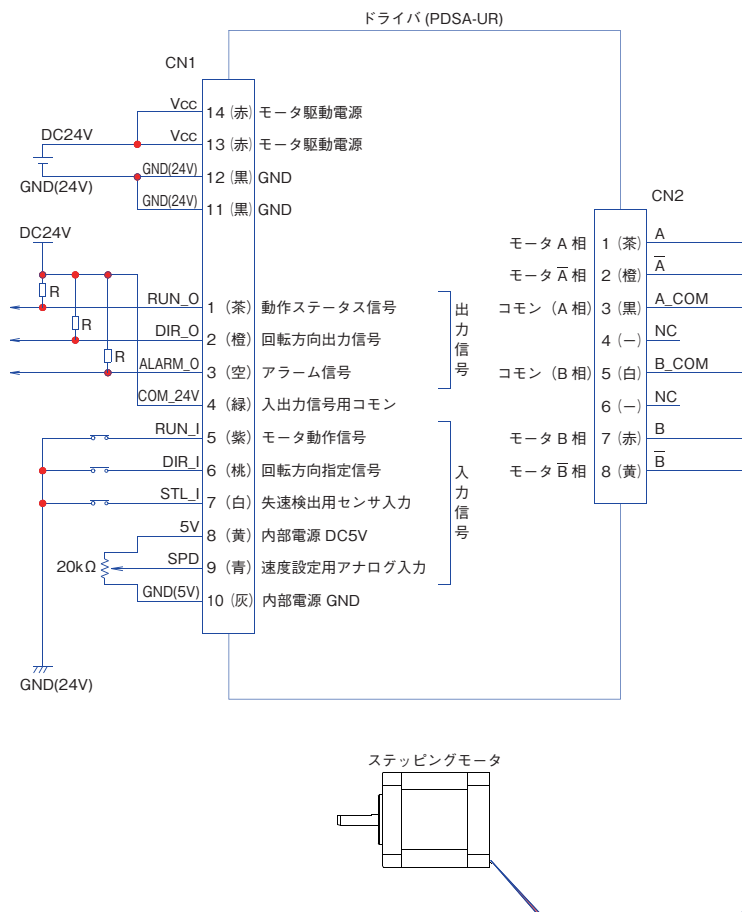 ドライバ (PDSA-UR)
CN1
Vcc
14 (赤) モータ駆動電源
DC24V
Vcc
13 (赤) モータ駆動電源
GND(24V)
12 (黒) GND
GND(24V)
GND(24V)
11 (黒) GND
DC24V
R
RUN_O
1 (茶) 動作ステータス信号
R
DIR_O
2 (橙) 回転方向出力信号
R
ALARM_O
3 (空) アラーム信号
COM_24V
4 (緑) 入出力信号用コモン
出力信号
RUN_I
5 (紫) モータ動作信号
DIR_I
6 (桃) 回転方向指定信号
STL_I
7 (白) 失速検出用センサ入力
5V
8 (黄) 内部電源 DC5V
20kΩ
SPD
9 (青) 速度設定用アナログ入力
GND(5V)
10 (灰) 内部電源 GND
入力信号
GND(24V)
CN2
モータ A 相 1 (茶) A
モータ A̅ 相 2 (橙) A̅
コモン (A 相) 3 (黒) A_COM
4 (−) NC
コモン (B 相) 5 (白) B_COM
6 (−) NC
モータ B 相 7 (赤) B
モータ B̅ 相 8 (黄) B̅
ステッピングモータ